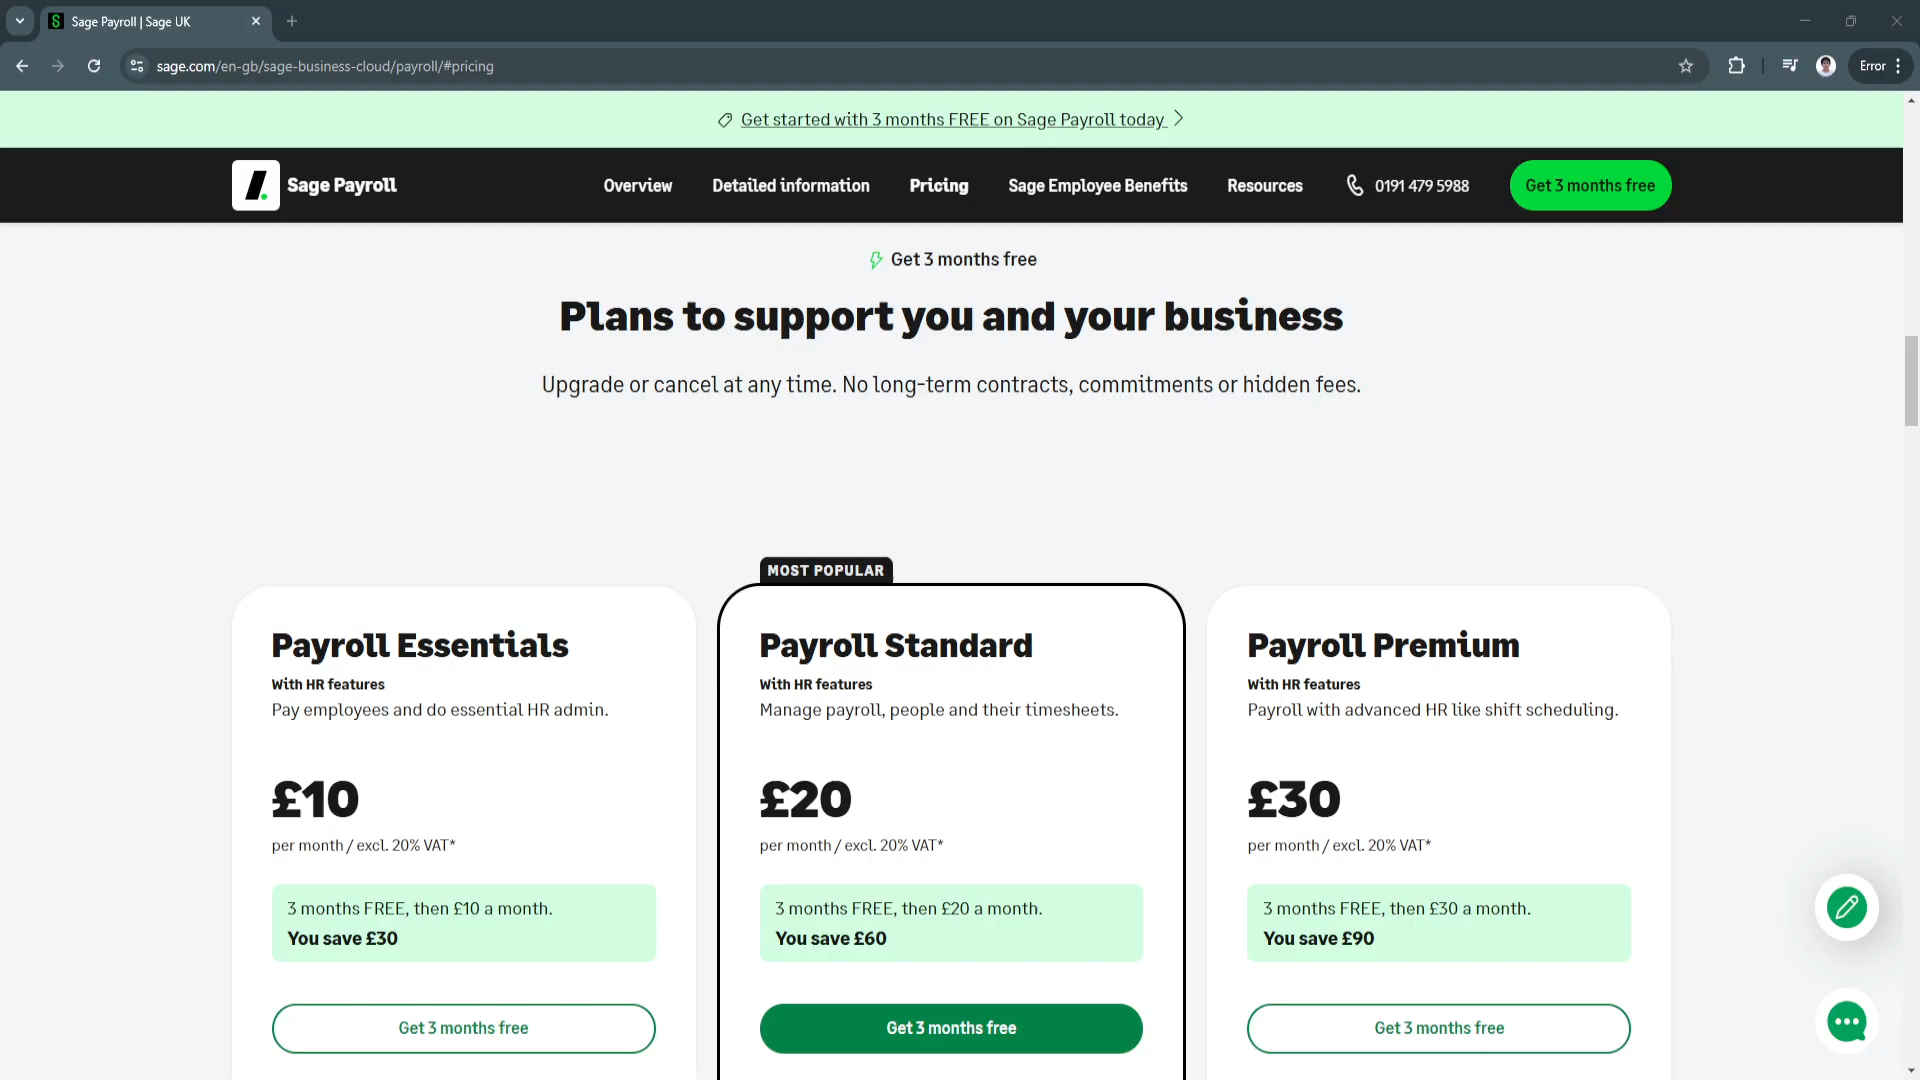 Sage Payroll | Sage UK
sage.com/en-gb/sage-business-cloud/payroll/#pricing
Error
Get started with 3 months FREE on Sage Payroll today
Sage Payroll
Overview
Detailed information
Pricing
Sage Employee Benefits
Resources
0191 479 5988
Get 3 months free
Get 3 months free
Plans to support you and your business
Upgrade or cancel at any time. No long-term contracts, commitments or hidden fees.
Payroll Essentials
With HR features
Pay employees and do essential HR admin.
£10
per month / excl. 20% VAT*
3 months FREE, then £10 a month.
You save £30
Get 3 months free
MOST POPULAR
Payroll Standard
With HR features
Manage payroll, people and their timesheets.
£20
per month / excl. 20% VAT*
3 months FREE, then £20 a month.
You save £60
Get 3 months free
Payroll Premium
With HR features
Payroll with advanced HR like shift scheduling.
£30
per month / excl. 20% VAT*
3 months FREE, then £30 a month.
You save £90
Get 3 months free